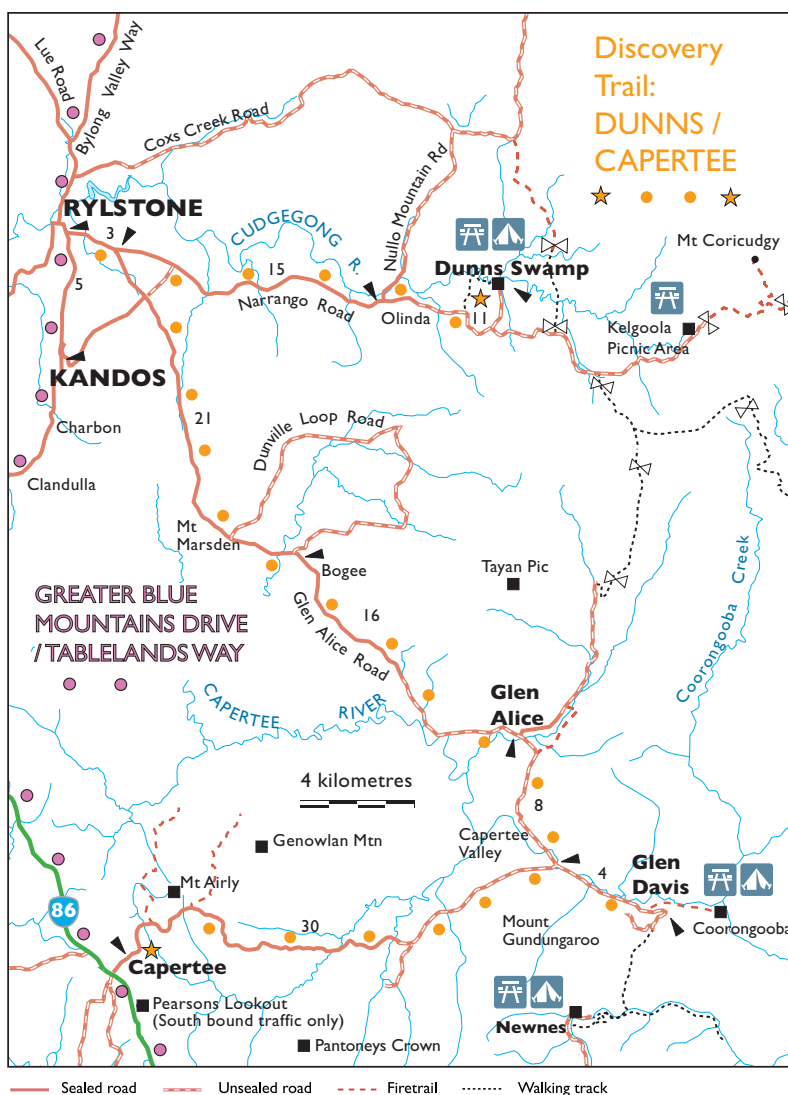 Discovery
Trail:
DUNNS /
CAPERTEE
Lue Road
Bylong Valley Way
Coxs Creek Road
Nullo Mountain Rd
RYLSTONE
3
CUDGEGONG R.
Mt Coricudgy
Dunns Swamp
5
15
Narrango Road
Olinda
11
Kelgoola
Picnic Area
KANDOS
21
Charbon
Dunville Loop Road
Clandulla
Mt
Marsden
Bogee
Tayan Pic
GREATER BLUE
MOUNTAINS DRIVE
/ TABLELANDS WAY
16
Glen Alice Road
Coorongooba Creek
CAPERTEE RIVER
Glen
Alice
4 kilometres
8
Genowlan Mtn
Capertee
Valley
Mt Airly
Glen
Davis
4
86
30
Mount
Gundungaroo
Coorongooba
Capertee
Pearsons Lookout
(South bound traffic only)
Newnes
Pantoneys Crown
Sealed road
Unsealed road
Firetrail
Walking track